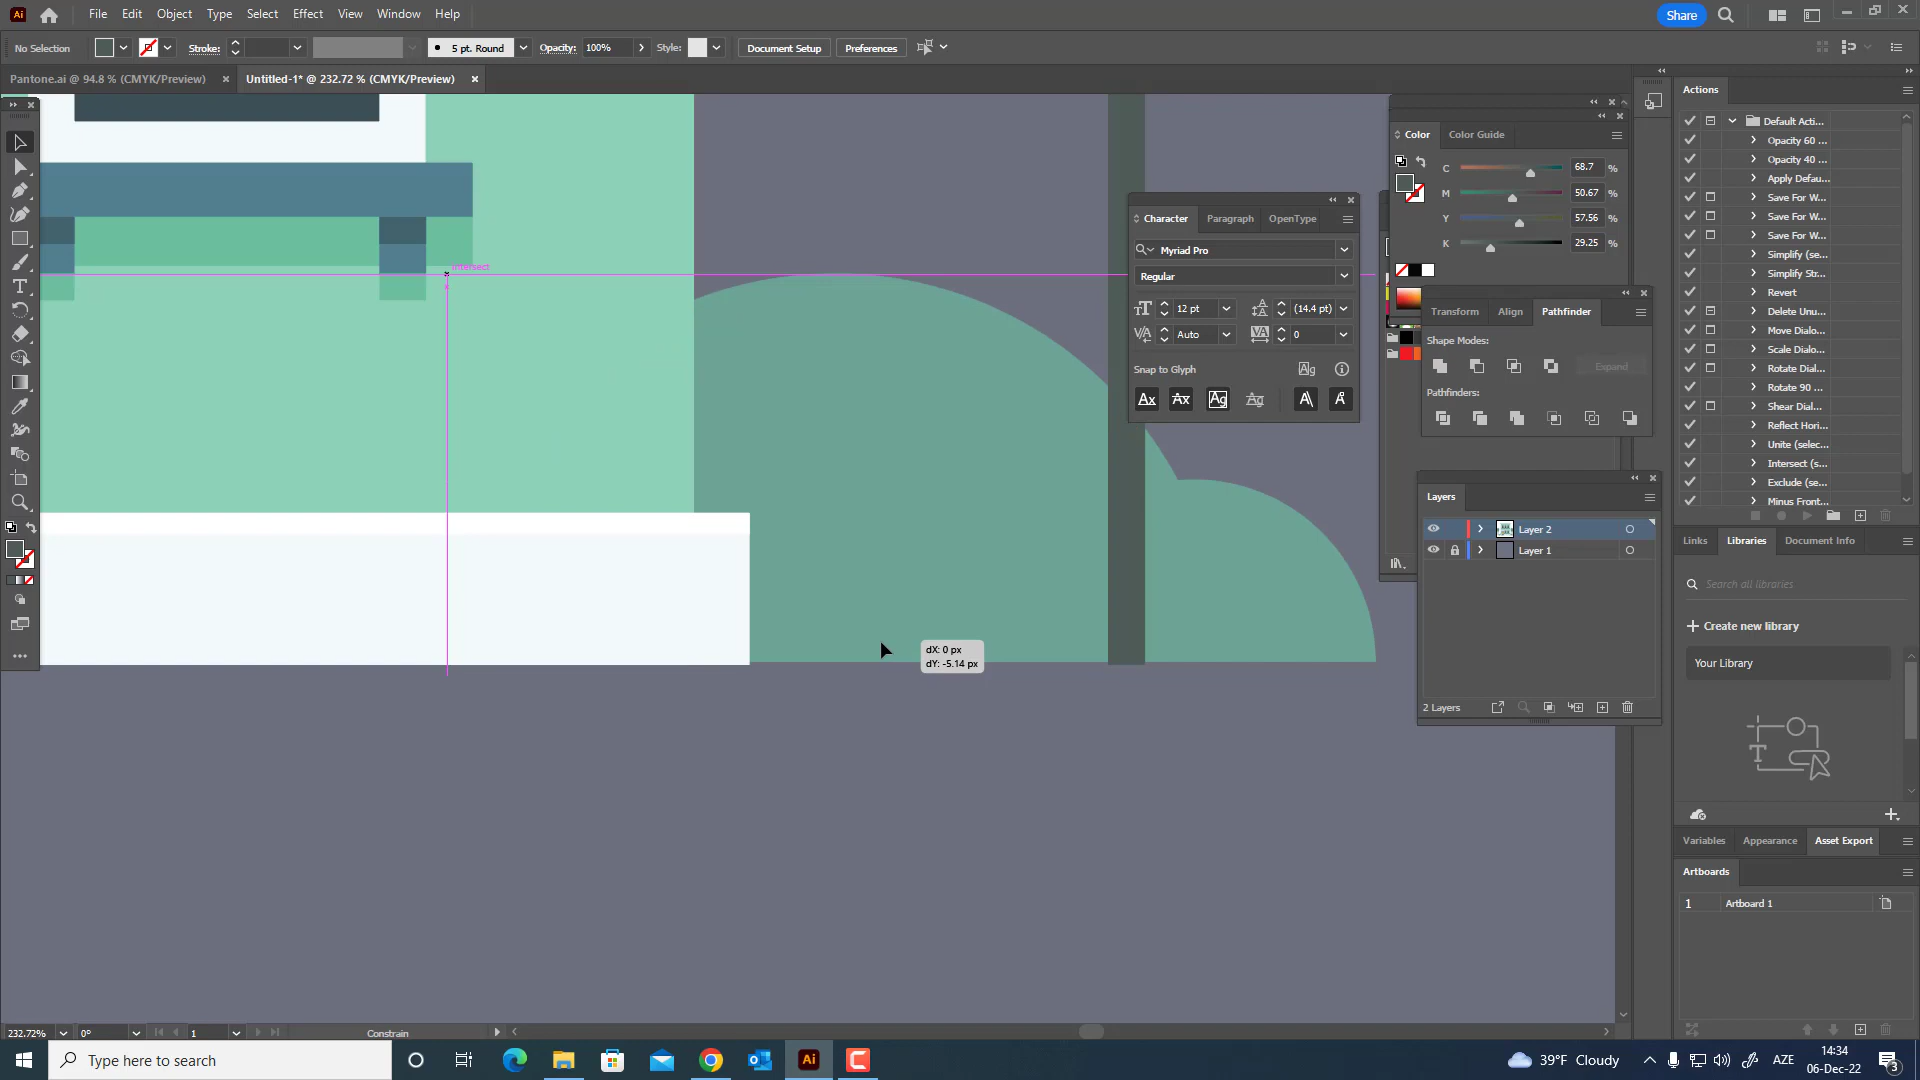 Ai File Edit Object Type Select Effect View Window Help Share
No Selection Stroke: 5 pt. Round Opacity: 100% Style: Document Setup Preferences
Pantone.ai @ 94.8 % (CMYK/Preview) × Untitled-1* @ 232.72 % (CMYK/Preview) ×
intersect
dX: 0 px
dY: -5.14 px
Character Paragraph OpenType
Myriad Pro
Regular
12 pt (14.4 pt)
Auto 0
Snap to Glyph
Color Color Guide
C 68.7 %
M 50.67 %
Y 57.56 %
K 29.25 %
Transform Align Pathfinder
Shape Modes:
Expand
Pathfinders:
Layers
Layer 2
Layer 1
2 Layers
Actions
Default Acti...
Opacity 60 ...
Opacity 40 ...
Apply Defau...
Save For W...
Save For W...
Save For W...
Simplify (se...
Simplify Str...
Revert
Delete Unu...
Move Dialo...
Scale Dialo...
Rotate Dial...
Rotate 90 ...
Shear Dial...
Reflect Hori...
Unite (selec...
Intersect (s...
Exclude (se...
Minus Front...
Links Libraries Document Info
Search all libraries
Create new library
Your Library
Variables Appearance Asset Export
Artboards
1 Artboard 1
232.72% 0° 1 Constrain
Type here to search
Ai
39°F Cloudy AZE 14:34
06-Dec-22 3